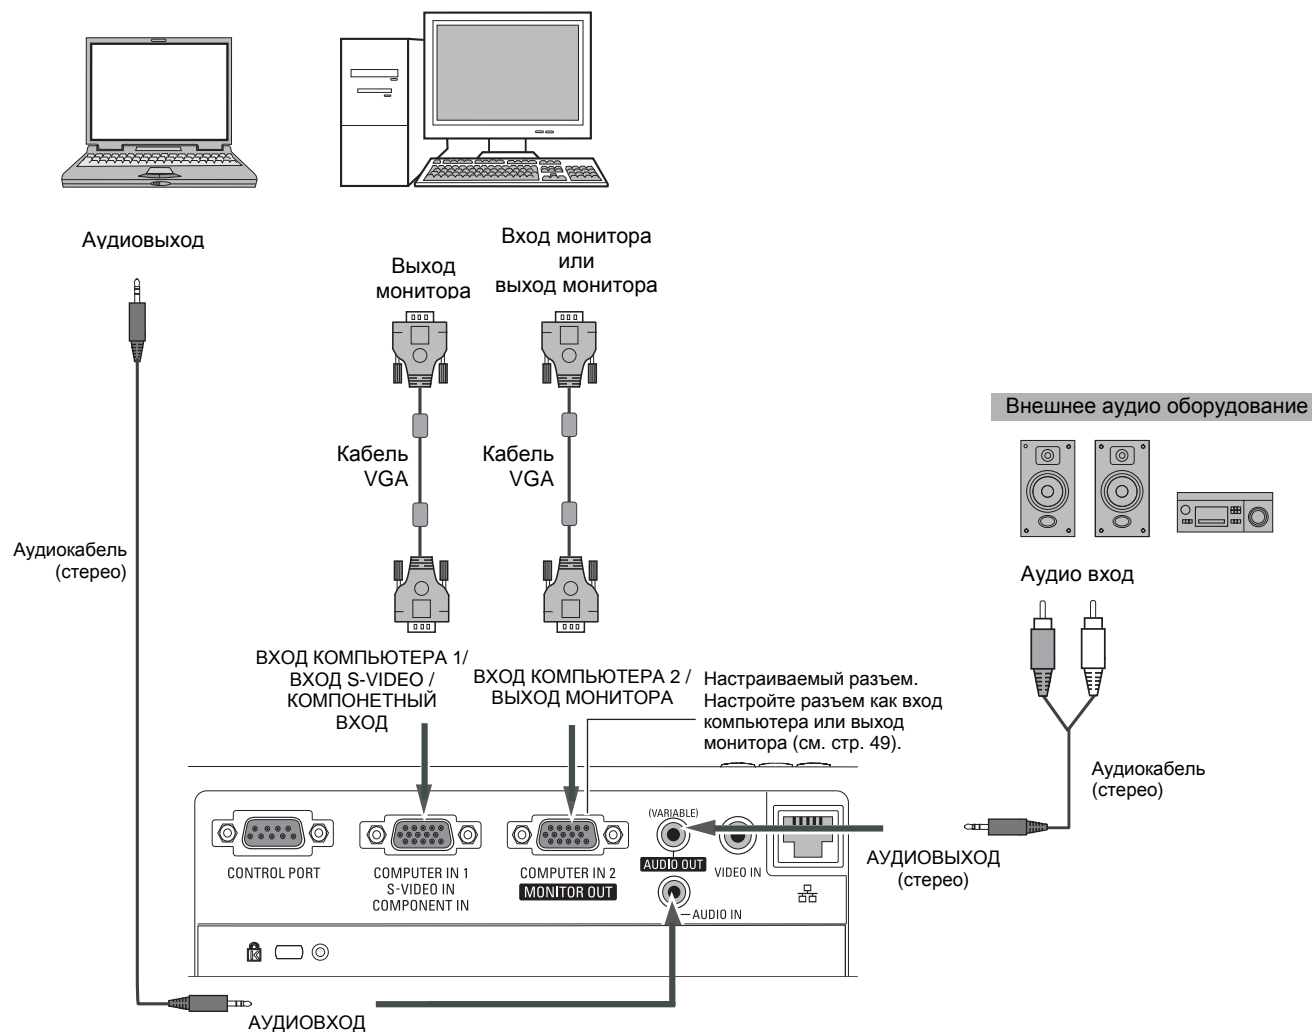 Аудиовыход
Выход
монитора
Вход монитора
или
выход монитора
Кабель
VGA
Кабель
VGA
Внешнее аудио оборудование
Аудиокабель
(стерео)
Аудио вход
ВХОД КОМПЬЮТЕРА 1/
ВХОД S-VIDEO /
КОМПОНЕТНЫЙ
ВХОД
ВХОД КОМПЬЮТЕРА 2 /
ВЫХОД МОНИТОРА
Настраиваемый разъем.
Настройте разъем как вход
компьютера или выход
монитора (см. стр. 49).
Аудиокабель
(стерео)
(VARIABLE)
CONTROL PORT
COMPUTER IN 1
S-VIDEO IN
COMPONENT IN
COMPUTER IN 2
MONITOR OUT
AUDIO OUT
VIDEO IN
AUDIO IN
АУДИОВЫХОД
(стерео)
K
АУДИОВХОД